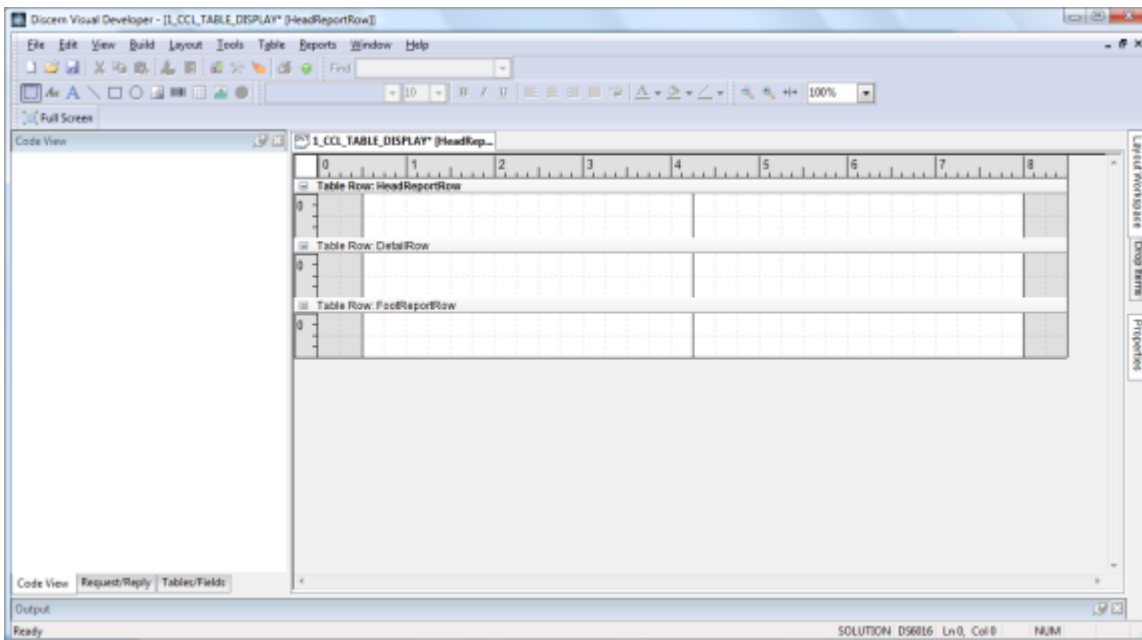 Discern Visual Developer - [1_CCL_TABLE_DISPLAY* [HeadReportRow]]
File Edit View Build Layout Tools Table Reports Window Help
Find
10 B I U 100%
Full Screen
Code View
1_CCL_TABLE_DISPLAY* [HeadRep...
0 1 2 3 4 5 6 7 8
Table Row: HeadReportRow
0
Table Row: DetailRow
0
Table Row: FootReportRow
0
Layout Workspace
Drop Items
Properties
Code View Request/Reply Tables/Fields
Output
Ready
SOLUTION DS6016 Ln 0, Col 0 NUM